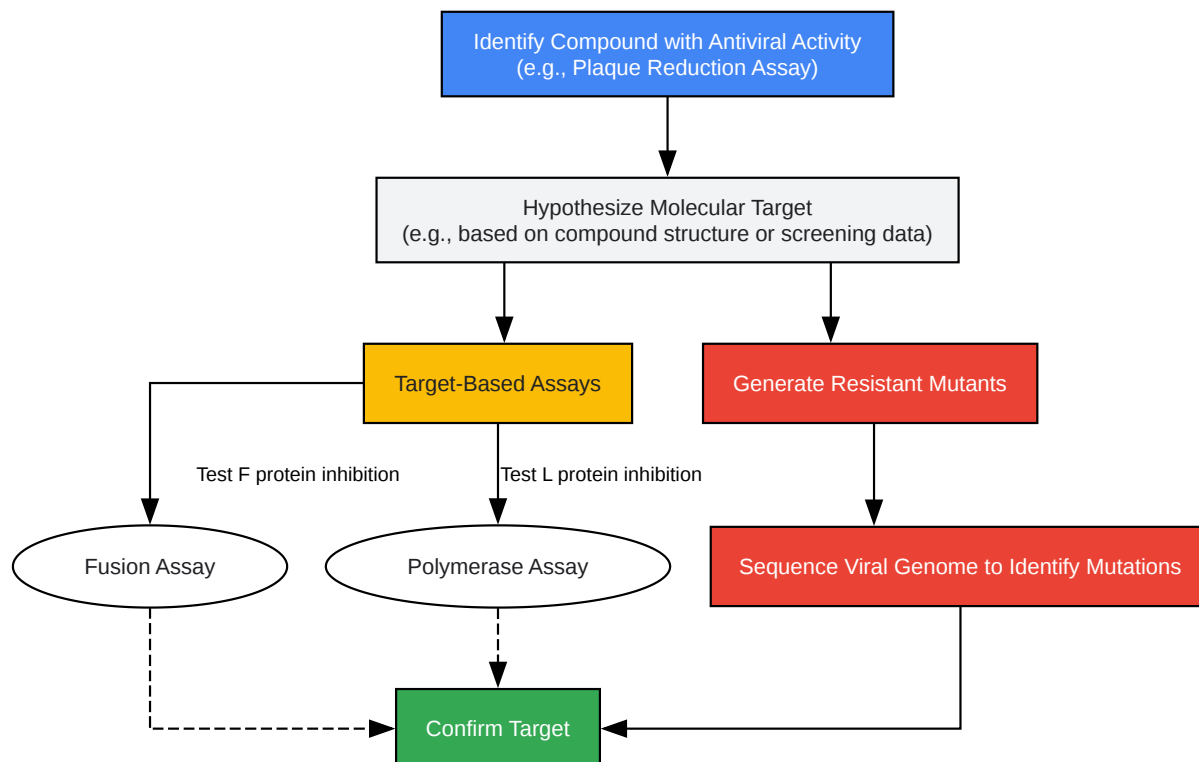 Identify Compound with Antiviral Activity
(e.g., Plaque Reduction Assay)
Hypothesize Molecular Target
(e.g., based on compound structure or screening data)
Target-Based Assays
Generate Resistant Mutants
Test F protein inhibition
Test L protein inhibition
Fusion Assay
Polymerase Assay
Sequence Viral Genome to Identify Mutations
Confirm Target